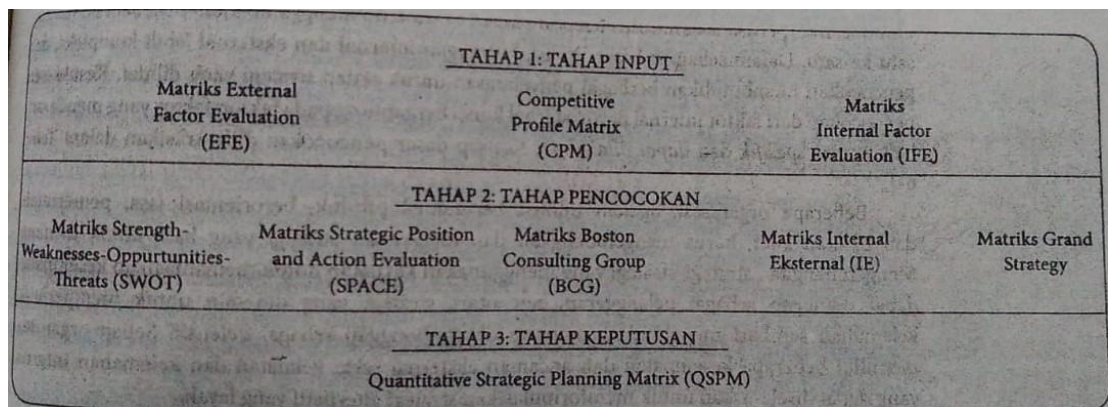 TAHAP 1: TAHAP INPUT
Matriks External
Factor Evaluation
(EFE)
Competitive
Profile Matrix
(CPM)
Matriks
Internal Factor
Evaluation (IFE)
TAHAP 2: TAHAP PENCOCOKAN
Matriks Strength-
Weaknesses-Oppurtunities-
Threats (SWOT)
Matriks Strategic Position
and Action Evaluation
(SPACE)
Matriks Boston
Consulting Group
(BCG)
Matriks Internal
Eksternal (IE)
Matriks Grand
Strategy
TAHAP 3: TAHAP KEPUTUSAN
Quantitative Strategic Planning Matrix (QSPM)